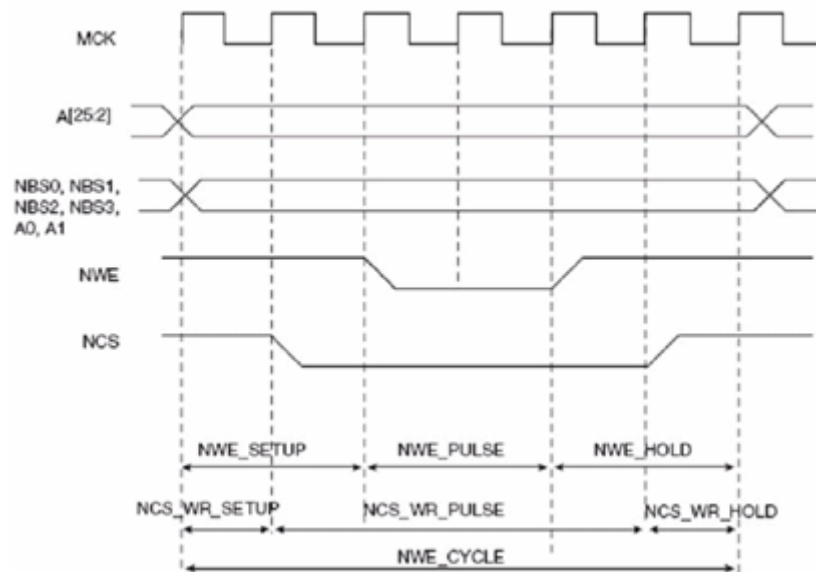 MCK
A[25:2]
NBS0, NBS1,
NBS2, NBS3,
A0, A1
NWE
NCS
NWE_SETUP NWE_PULSE NWE_HOLD
NCS_WR_SETUP NCS_WR_PULSE NCS_WR_HOLD
NWE_CYCLE